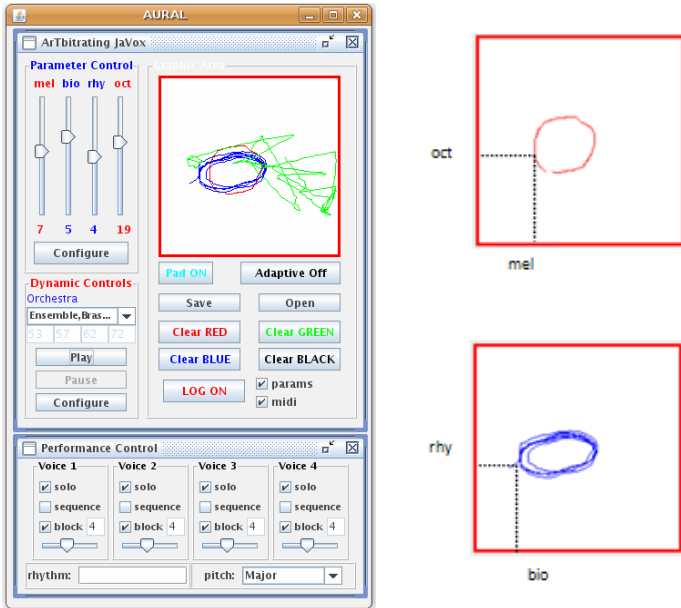 AURAL
ArTbitrating JaVox
Parameter Control
mel bio rhy oct
7 5 4 19
Configure
Dynamic Controls
Orchestra
Ensemble,Bras...
53 57 62 72
Play
Pause
Configure
Graphic Area
Pad ON Adaptive Off
Save Open
Clear RED Clear GREEN
Clear BLUE Clear BLACK
LOG ON
params
midi
Performance Control
Voice 1 Voice 2 Voice 3 Voice 4
solo solo solo solo
sequence sequence sequence sequence
block 4 block 4 block 4 block 4
rhythm: pitch: Major
oct
mel
rhy
bio